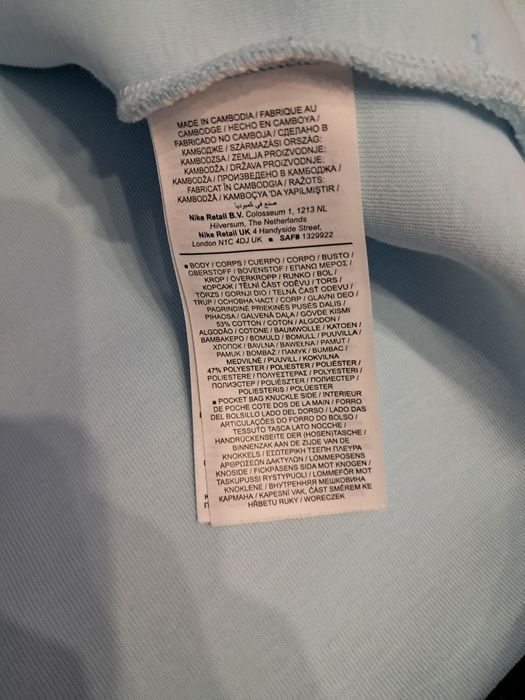 MADE IN CAMBODIA / FABRIQUE AU
CAMBODGE / HECHO EN CAMBOYA /
FABRICADO NO CAMBOJA / СДЕЛАНО В
КАМБОДЖЕ / SZÁRMAZÁSI ORSZÁG:
KAMBODZSA / ZEMLJA PROIZVODNJE:
KAMBODŽA / DRŽAVA PROIZVODNJE:
KAMBODŽA / ПРОИЗВЕДЕНО В КАМБОДЖА /
FABRICAT ÎN CAMBODGIA / RAŽOTS:
KAMBODŽĀ / KAMBOÇYA 'DA YAPILMIŞTIR /
صنع في كمبوديا
Nike Retail B.V. Colosseum 1, 1213 NL
Hilversum, The Netherlands
Nike Retail UK 4 Handyside Street,
London N1C 4DJ UK ■ SAF# 1329922
■ BODY / CORPS / CUERPO / CORPO / BUSTO /
OBERSTOFF / BOVENSTOF / ΕΠΑΝΩ ΜΕΡΟΣ /
KROP / ÖVERKROPP / RUNKO / BOL /
КОРСАЖ / TĚLNÍ ČÁST ODĚVU / TORS /
TÖRZS / GORNJI DIO / TELNÁ ČASŤ ODEVU /
TRUP / ОСНОВНА ЧАСТ / CORP / GLAVNI DEO /
PAGRINDINĖ PRIEKINĖS PUSĖS DALIS /
PIHAOSA / GALVENĀ DAĻA / GÖVDE KISMI
53% COTTON / COTON / ALGODON /
ALGODÃO / COTONE / BAUMWOLLE / KATOEN /
ΒΑΜΒΑΚΕΡΟ / BOMULD / BOMULL / PUUVILLA /
ХЛОПОК / BAVLNA / BAWEŁNA / PAMUT /
PAMUK / BOMBAŽ / ПАМУК / BUMBAC /
MEDVILNĖ / PUUVILL / KOKVILNA
47% POLYESTER / POLIESTER / POLIÉSTER /
POLIESTERE / ΠΟΛΥΕΣΤΕΡΑΣ / POLYESTERI /
ПОЛИЭСТЕР / POLIÉSZTER / ПОЛИЕСТЕР /
POLIESTERIS / POLÜESTER
■ POCKET BAG KNUCKLE SIDE / INTERIEUR
DE POCHE COTE DOS DE LA MAIN / FORRO
DEL BOLSILLO LADO DEL DORSO / LADO DAS
ARTICULAÇÕES DO FORRO DO BOLSO /
TESSUTO TASCA LATO NOCCHE /
HANDRÜCKENSEITE DER (HOSEN)TASCHE /
BINNENZAK AAN DE ZIJDE VAN DE
KNOKKELS / ΕΣΩΤΕΡΙΚΗ ΤΣΕΠΗ ΠΛΕΥΡΑ
ΑΡΘΡΩΣΕΩΝ ΔΑΚΤΥΛΩΝ / LOMMEPOSENS
KNOSIDE / FICKPÅSENS SIDA MOT KNOGEN /
TASKUPUSSI RYSTYPUOLI / LOMMEFÔR MOT
KNOKLENE / ВНУТРЕННЯЯ МЕШКОВИНА
КАРМАНА / KAPESNÍ VAK, ČÁST SMĚREM KE
HŘBETU RUKY / WORECZEK